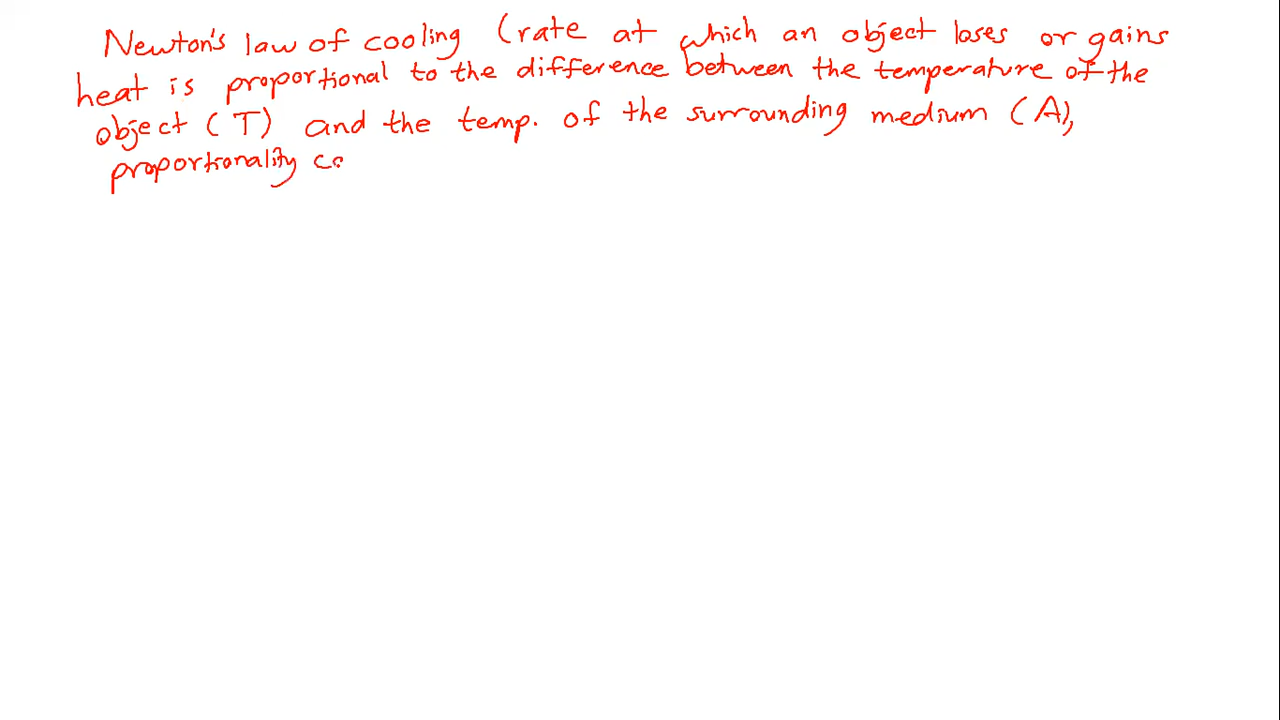 Newton's law of cooling (rate at which an object loses or gains
heat is proportional to the difference between the temperature of the
object (T) and the temp. of the surrounding medium (A),
proportionality co